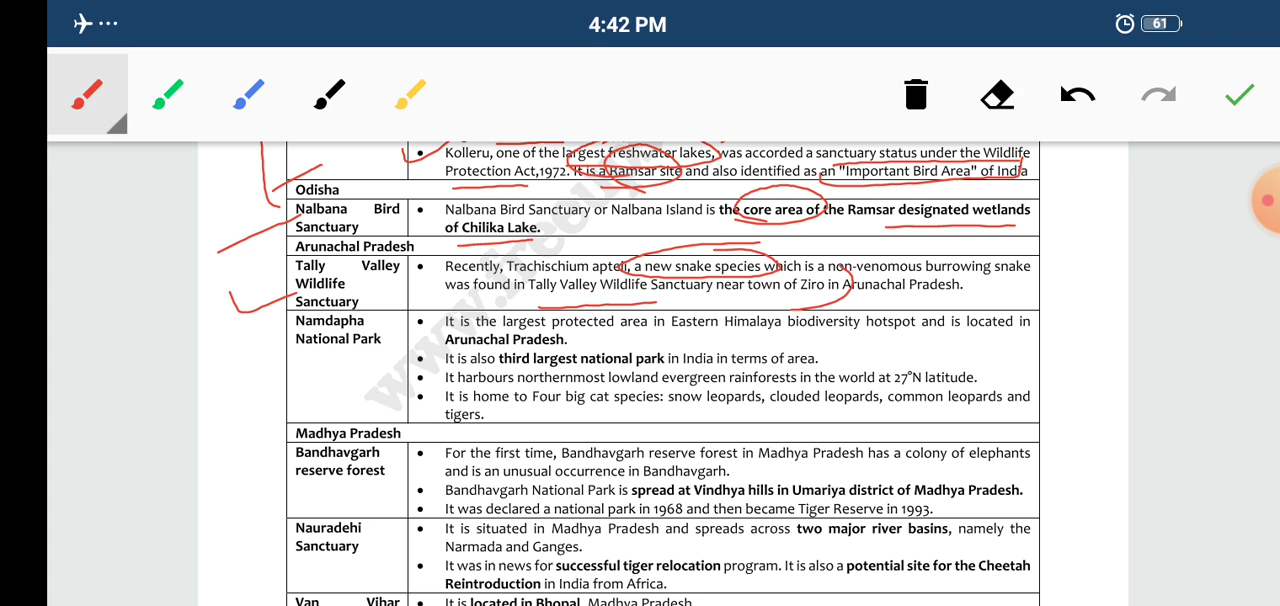 4:42 PM
61
Kolleru, one of the largest freshwater lakes, was accorded a sanctuary status under the Wildlife
Protection Act,1972. It is a Ramsar site and also identified as an "Important Bird Area" of India
Odisha
Nalbana Bird
Sanctuary
• Nalbana Bird Sanctuary or Nalbana Island is the core area of the Ramsar designated wetlands
of Chilika Lake.
Arunachal Pradesh
Tally Valley
Wildlife
Sanctuary
• Recently, Trachischium apteii, a new snake species which is a non-venomous burrowing snake
was found in Tally Valley Wildlife Sanctuary near town of Ziro in Arunachal Pradesh.
Namdapha
National Park
• It is the largest protected area in Eastern Himalaya biodiversity hotspot and is located in
Arunachal Pradesh.
• It is also third largest national park in India in terms of area.
• It harbours northernmost lowland evergreen rainforests in the world at 27°N latitude.
• It is home to Four big cat species: snow leopards, clouded leopards, common leopards and
tigers.
Madhya Pradesh
Bandhavgarh
reserve forest
• For the first time, Bandhavgarh reserve forest in Madhya Pradesh has a colony of elephants
and is an unusual occurrence in Bandhavgarh.
• Bandhavgarh National Park is spread at Vindhya hills in Umariya district of Madhya Pradesh.
• It was declared a national park in 1968 and then became Tiger Reserve in 1993.
Nauradehi
Sanctuary
• It is situated in Madhya Pradesh and spreads across two major river basins, namely the
Narmada and Ganges.
• It was in news for successful tiger relocation program. It is also a potential site for the Cheetah
Reintroduction in India from Africa.
Van Vihar
• It is located in Bhopal, Madhya Pradesh